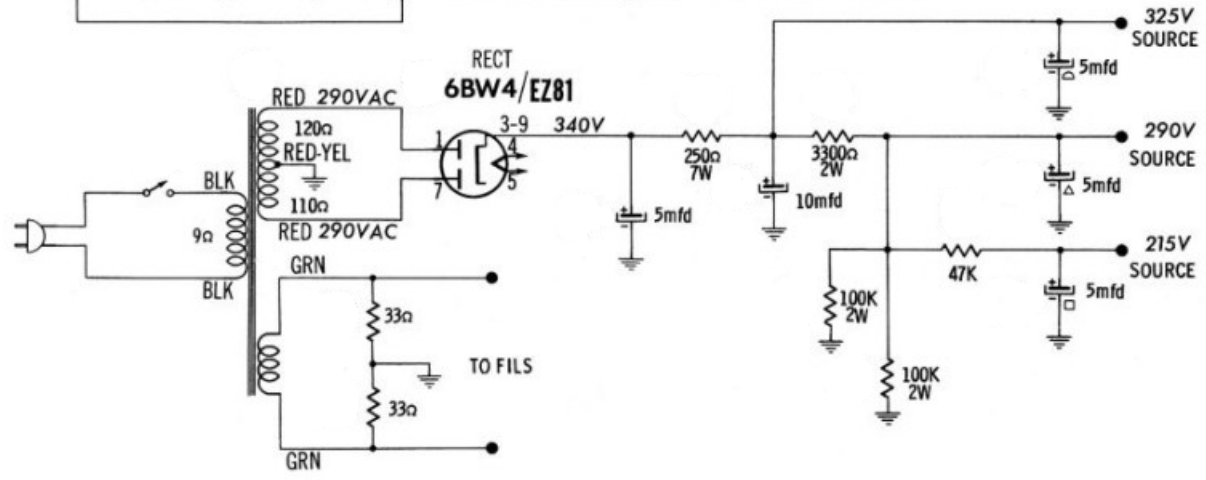 325V
SOURCE
5mfd
RECT
6BW4/EZ81
RED 290VAC
120Ω
RED-YEL
110Ω
RED 290VAC
1
7
3-9
4
5
340V
250Ω
7W
3300Ω
2W
290V
SOURCE
5mfd
10mfd
5mfd
BLK
9Ω
BLK
215V
SOURCE
47K
5mfd
100K
2W
100K
2W
GRN
33Ω
TO FILS
33Ω
GRN